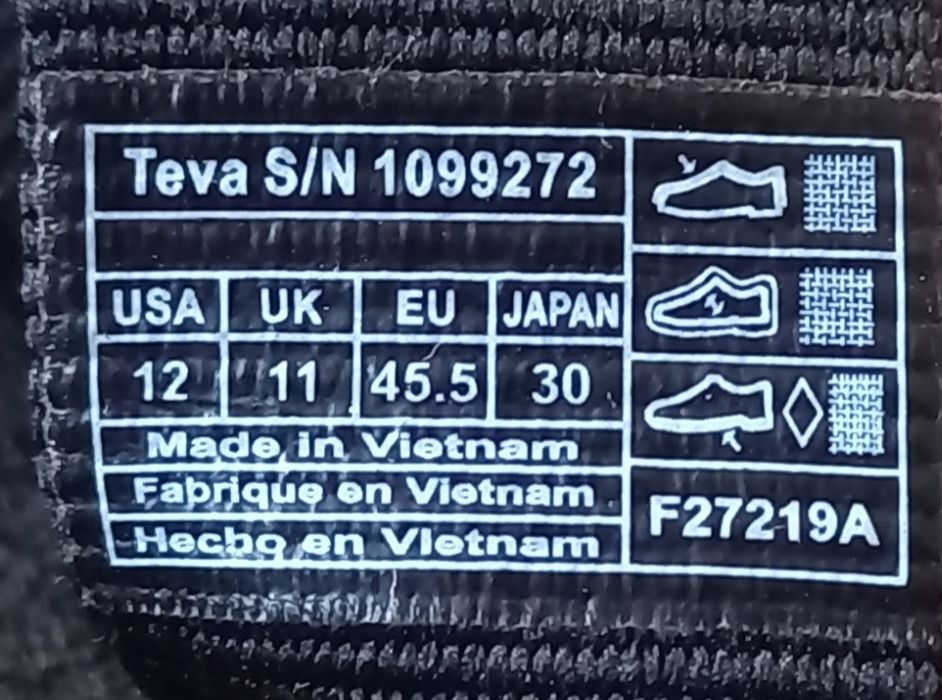 Teva S/N 1099272
USA UK EU JAPAN
12 11 45.5 30
Made in Vietnam
Fabrique en Vietnam
Hecho en Vietnam
F27219A